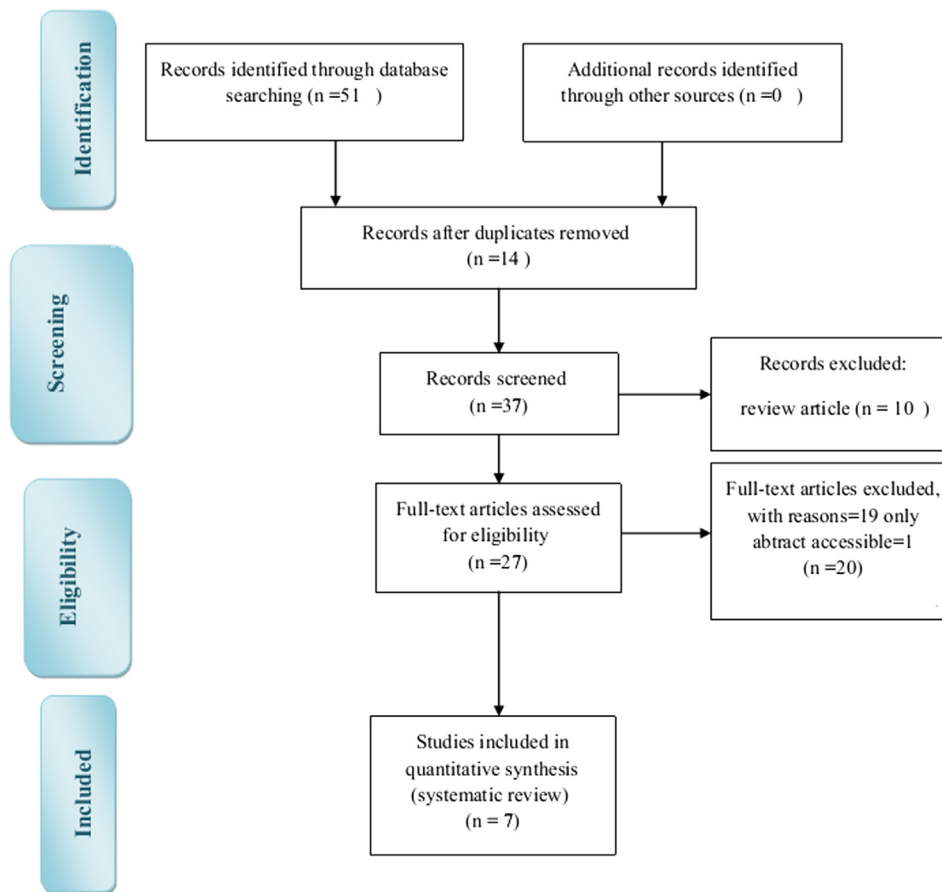 Identification
Records identified through database
searching (n =51 )
Additional records identified
through other sources (n =0 )
Records after duplicates removed
(n =14 )
Screening
Records screened
(n =37)
Records excluded:
review article (n = 10 )
Eligibility
Full-text articles assessed
for eligibility
(n =27)
Full-text articles excluded,
with reasons=19 only
abtract accessible=1
(n =20)
Included
Studies included in
quantitative synthesis
(systematic review)
(n = 7)